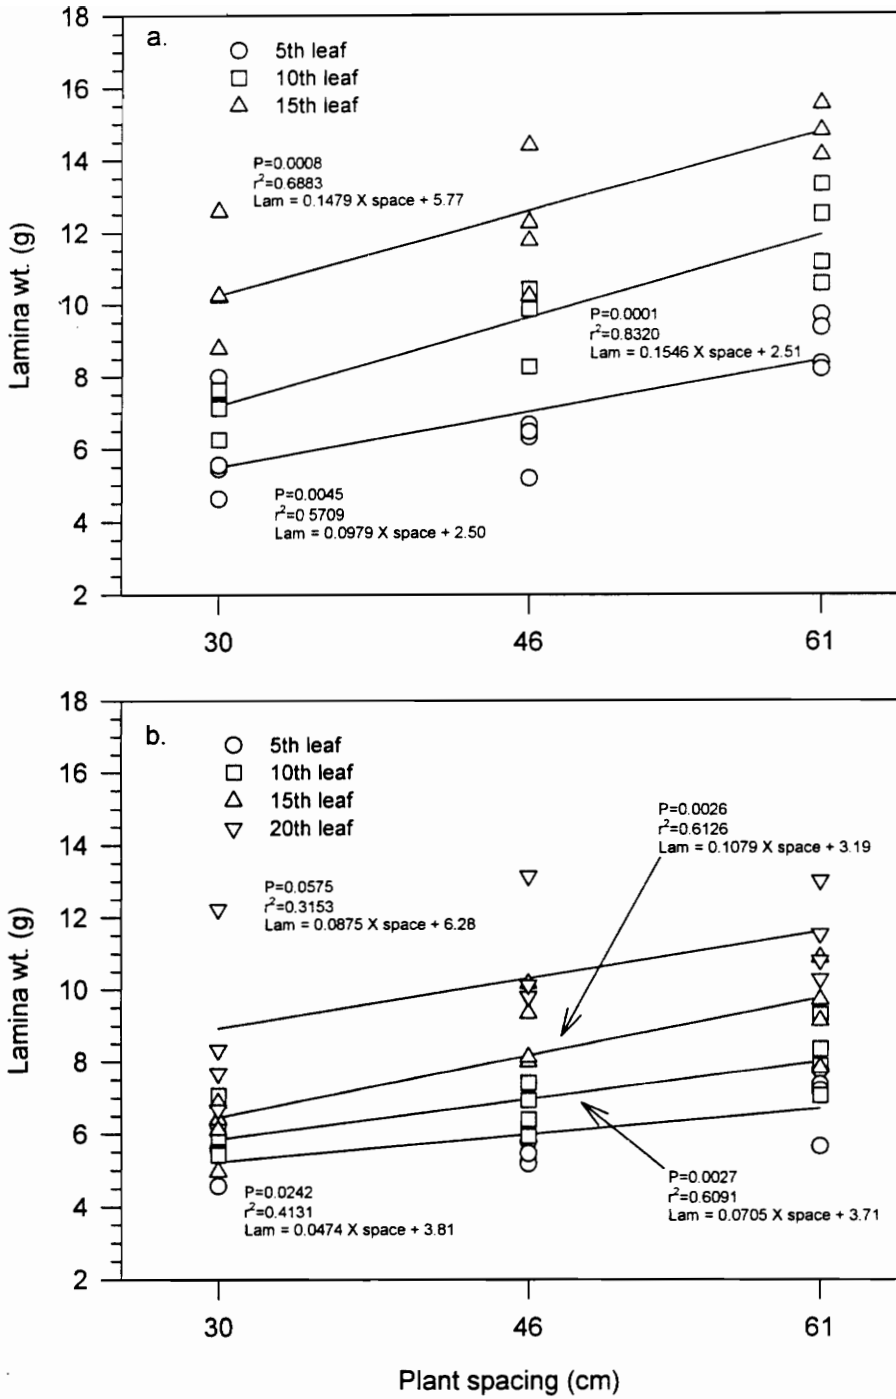 a.
5th leaf
10th leaf
15th leaf
P=0.0008
r²=0.6883
Lam = 0.1479 X space + 5.77
P=0.0001
r²=0.8320
Lam = 0.1546 X space + 2.51
P=0.0045
r²=0.5709
Lam = 0.0979 X space + 2.50
Lamina wt. (g)
18
16
14
12
10
8
6
4
2
30 46 61
b.
5th leaf
10th leaf
15th leaf
20th leaf
P=0.0026
r²=0.6126
Lam = 0.1079 X space + 3.19
P=0.0575
r²=0.3153
Lam = 0.0875 X space + 6.28
P=0.0027
r²=0.6091
Lam = 0.0705 X space + 3.71
P=0.0242
r²=0.4131
Lam = 0.0474 X space + 3.81
Lamina wt. (g)
18
16
14
12
10
8
6
4
2
30 46 61
Plant spacing (cm)